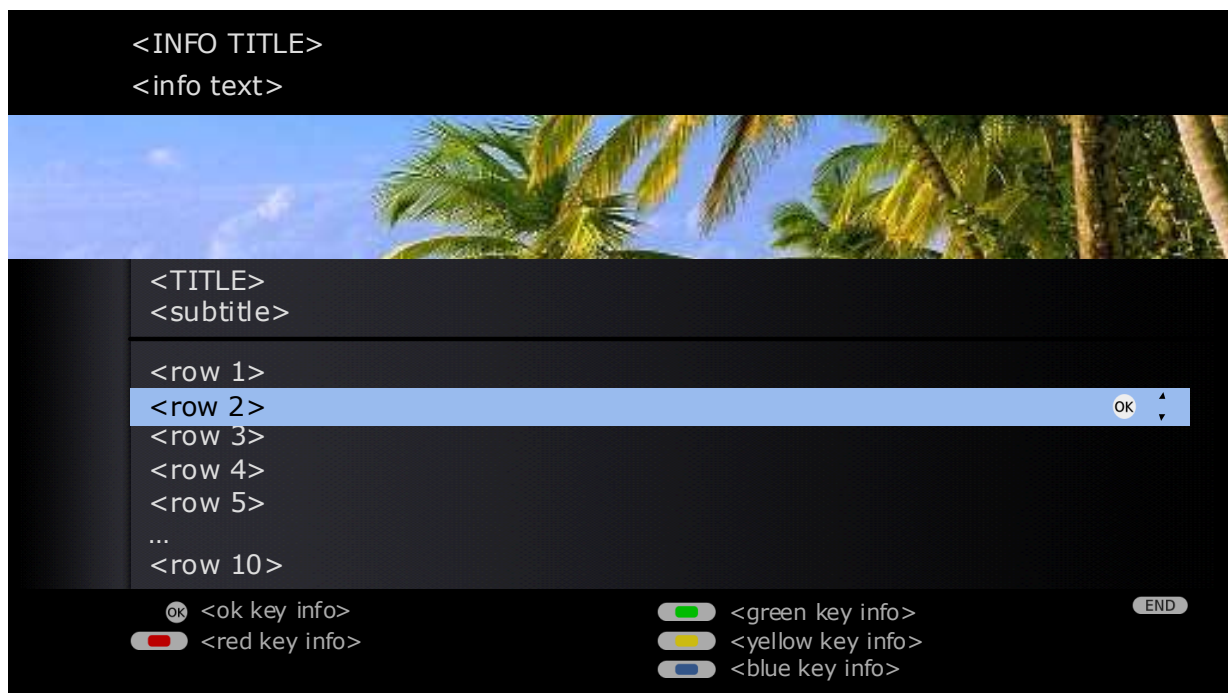 <INFO TITLE>
<info text>
<TITLE>
<subtitle>
<row 1>
<row 2> OK
<row 3>
<row 4>
<row 5>
...
<row 10>
OK <ok key info>
<red key info>
<green key info>
<yellow key info>
<blue key info>
END